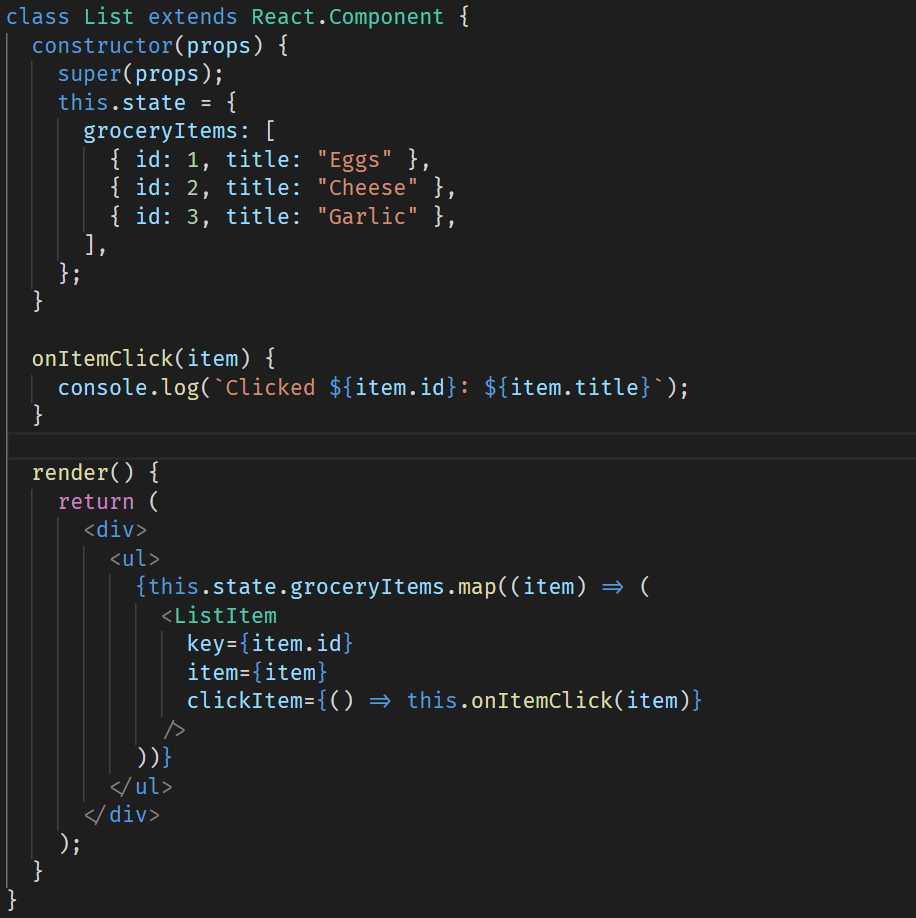 class List extends React.Component {
  constructor(props) {
    super(props);
    this.state = {
      groceryItems: [
        { id: 1, title: "Eggs" },
        { id: 2, title: "Cheese" },
        { id: 3, title: "Garlic" },
      ],
    };
  }

  onItemClick(item) {
    console.log(`Clicked ${item.id}: ${item.title}`);
  }

  render() {
    return (
      <div>
        <ul>
          {this.state.groceryItems.map((item) => (
            <ListItem
              key={item.id}
              item={item}
              clickItem={() => this.onItemClick(item)}
            />
          ))}
        </ul>
      </div>
    );
  }
}